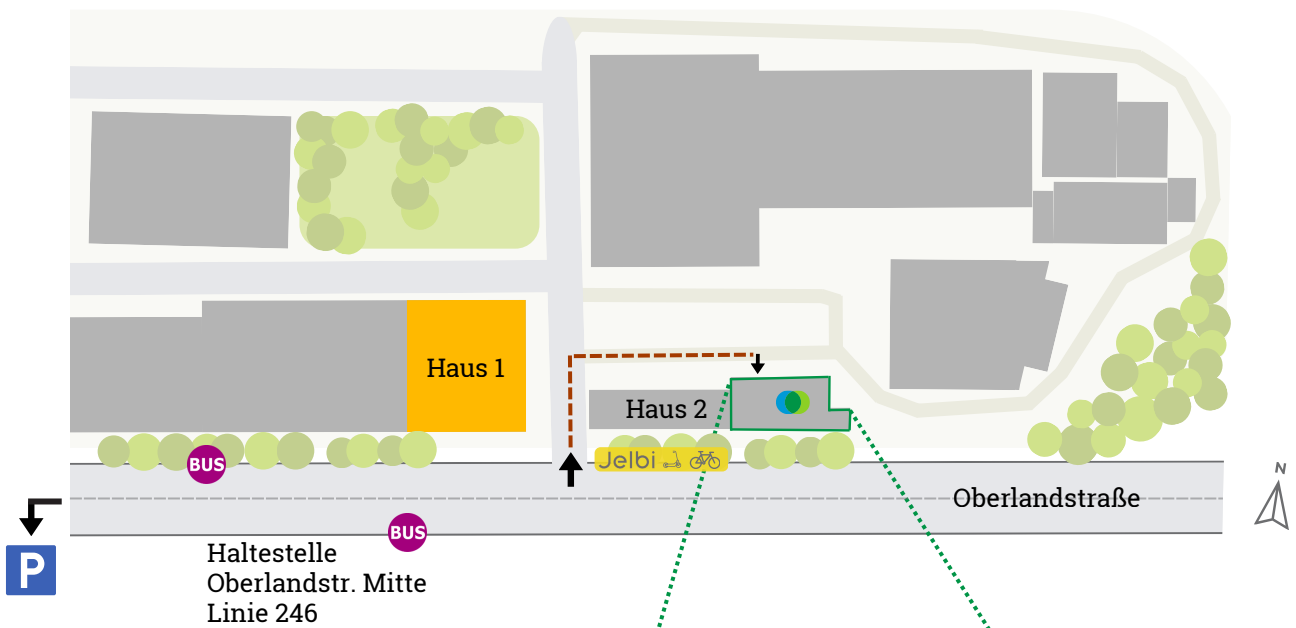 Haus 1
Haus 2
BUS
Jelbi
N
Oberlandstraße
BUS
P
Haltestelle
Oberlandstr. Mitte
Linie 246